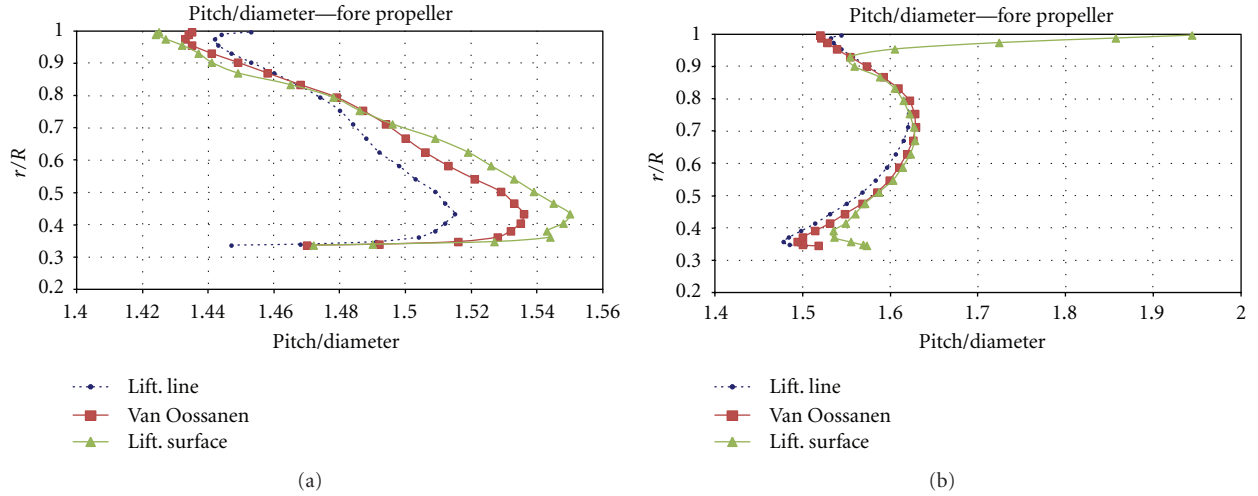 Pitch/diameter—fore propeller
1
0.9
0.8
0.7
0.6
0.5
0.4
0.3
0.2
r/R
1.4
1.42
1.44
1.46
1.48
1.5
1.52
1.54
1.56
Pitch/diameter
Lift. line
Van Oossanen
Lift. surface
(a)
Pitch/diameter—fore propeller
1
0.9
0.8
0.7
0.6
0.5
0.4
0.3
0.2
r/R
1.4
1.5
1.6
1.7
1.8
1.9
2
Pitch/diameter
Lift. line
Van Oossanen
Lift. surface
(b)